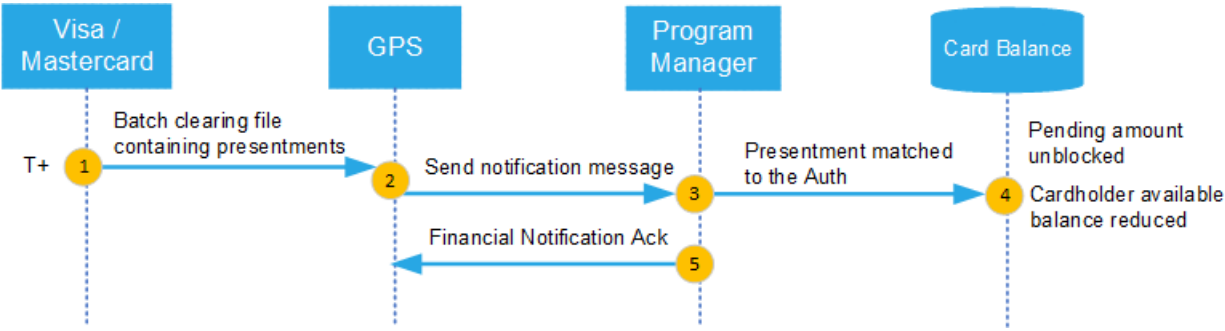 Visa /
Mastercard
GPS
Program
Manager
Card Balance
Batch clearing file
containing presentments
T+
1
2
Send notification message
3
Presentment matched
to the Auth
4
Pending amount
unblocked
Cardholder available
balance reduced
Financial Notification Ack
5